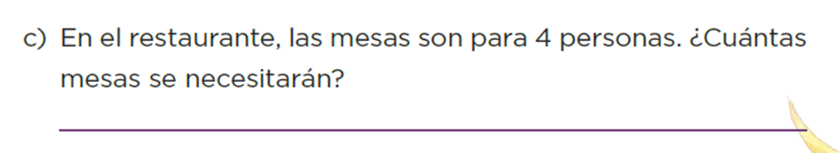 c) En el restaurante, las mesas son para 4 personas. ¿Cuántas
mesas se necesitarán?